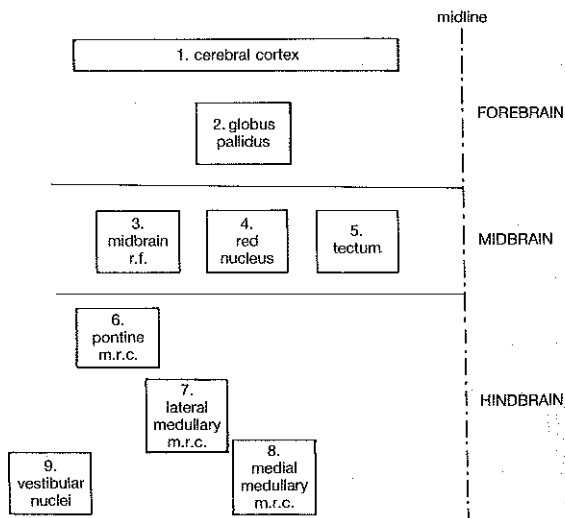 midline
1. cerebral cortex
FOREBRAIN
2. globus
pallidus
3.
midbrain
r.f.
4.
red
nucleus
5.
tectum
MIDBRAIN
6.
pontine
m.r.c.
7.
lateral
medullary
m.r.c.
HINDBRAIN
8.
medial
medullary
m.r.c.
9.
vestibular
nuclei